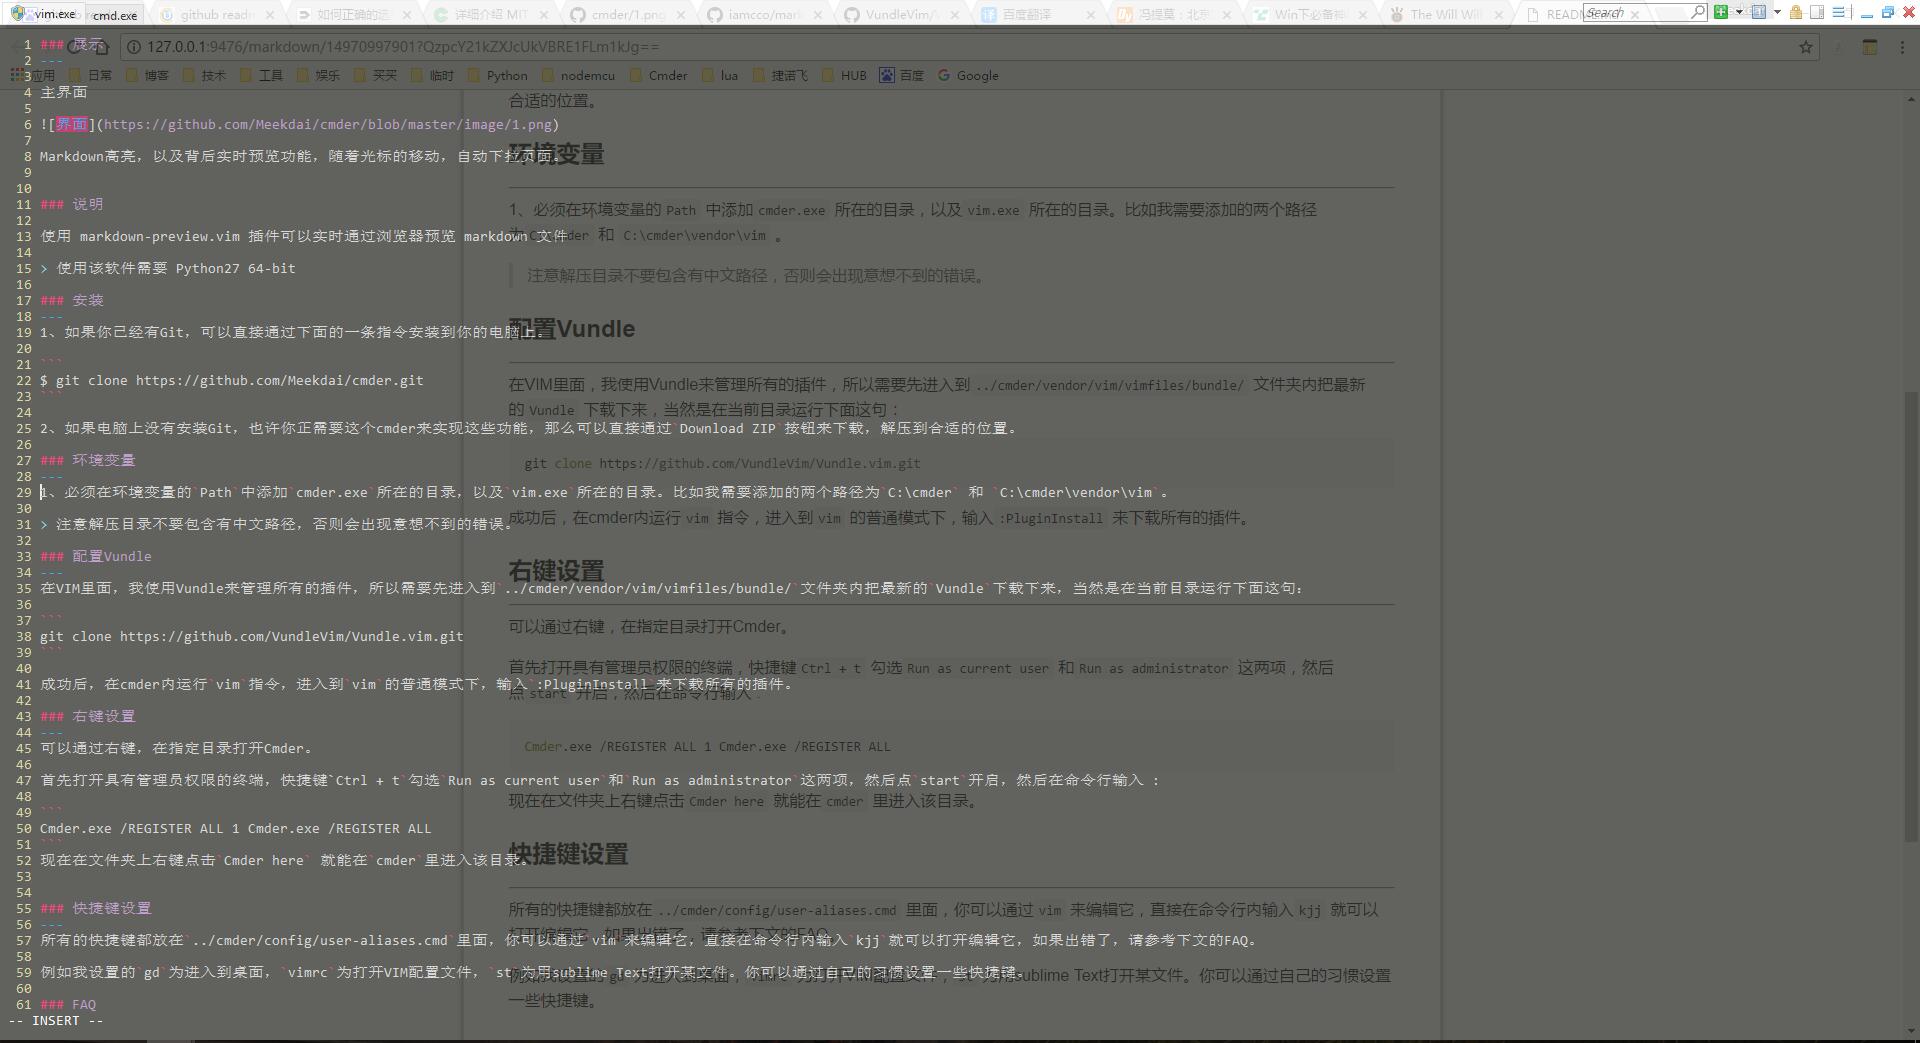 vim.exe cmd.exe github readm 如何正确的运 详细介绍 MIT cmder/1.png iamcco/mark VundleVim/V 百度翻译 冯提莫：北京 Win下必备神 The Will Will READM Search
127.0.0.1:9476/markdown/14970997901?QzpcY21kZXJcUkVBRE1FLm1kJg==
应用 日常 博客 技术 工具 娱乐 买买 临时 Python nodemcu Cmder lua 捷诺飞 HUB 百度 Google
1 ### 展示
2 ---
3
4 主界面
5
6 ![界面](https://github.com/Meekdai/cmder/blob/master/image/1.png)
7
8 Markdown高亮，以及背后实时预览功能，随着光标的移动，自动下拉页面。
9
10
11 ### 说明
12
13 使用 markdown-preview.vim 插件可以实时通过浏览器预览 markdown 文件
14
15 > 使用该软件需要 Python27 64-bit
16
17 ### 安装
18 ---
19 1、如果你已经有Git，可以直接通过下面的一条指令安装到你的电脑上。
20
21 ```
22 $ git clone https://github.com/Meekdai/cmder.git
23 ```
24
25 2、如果电脑上没有安装Git，也许你正需要这个cmder来实现这些功能，那么可以直接通过`Download ZIP`按钮来下载，解压到合适的位置。
26
27 ### 环境变量
28 ---
29 1、必须在环境变量的`Path`中添加`cmder.exe`所在的目录，以及`vim.exe`所在的目录。比如我需要添加的两个路径为`C:\cmder` 和 `C:\cmder\vendor\vim`。
30
31 > 注意解压目录不要包含有中文路径，否则会出现意想不到的错误。
32
33 ### 配置Vundle
34 ---
35 在VIM里面，我使用Vundle来管理所有的插件，所以需要先进入到`../cmder/vendor/vim/vimfiles/bundle/`文件夹内把最新的`Vundle`下载下来，当然是在当前目录运行下面这句：
36
37 ```
38 git clone https://github.com/VundleVim/Vundle.vim.git
39 ```
40
41 成功后，在cmder内运行`vim`指令，进入到`vim`的普通模式下，输入`:PluginInstall`来下载所有的插件。
42
43 ### 右键设置
44 ---
45 可以通过右键，在指定目录打开Cmder。
46
47 首先打开具有管理员权限的终端，快捷键`Ctrl + t`勾选`Run as current user`和`Run as administrator`这两项，然后点`start`开启，然后在命令行输入 :
48
49 ```
50 Cmder.exe /REGISTER ALL 1 Cmder.exe /REGISTER ALL
51 ```
52 现在在文件夹上右键点击`Cmder here` 就能在`cmder`里进入该目录。
53
54
55 ### 快捷键设置
56 ---
57 所有的快捷键都放在`../cmder/config/user-aliases.cmd`里面，你可以通过`vim`来编辑它，直接在命令行内输入`kjj`就可以打开编辑它，如果出错了，请参考下文的FAQ。
58
59 例如我设置的`gd`为进入到桌面，`vimrc`为打开VIM配置文件，`st`为用sublime Text打开某文件。你可以通过自己的习惯设置一些快捷键。
60
61 ### FAQ
-- INSERT --
合适的位置。
环境变量
1、必须在环境变量的 Path 中添加 cmder.exe 所在的目录，以及 vim.exe 所在的目录。比如我需要添加的两个路径
为 C:\cmder 和 C:\cmder\vendor\vim 。
注意解压目录不要包含有中文路径，否则会出现意想不到的错误。
配置Vundle
在VIM里面，我使用Vundle来管理所有的插件，所以需要先进入到 ../cmder/vendor/vim/vimfiles/bundle/ 文件夹内把最新
的 Vundle 下载下来，当然是在当前目录运行下面这句：
git clone https://github.com/VundleVim/Vundle.vim.git
成功后，在cmder内运行 vim 指令，进入到 vim 的普通模式下，输入 :PluginInstall 来下载所有的插件。
右键设置
可以通过右键，在指定目录打开Cmder。
首先打开具有管理员权限的终端，快捷键 Ctrl + t 勾选 Run as current user 和 Run as administrator 这两项，然后
点 start 开启，然后在命令行输入 :
Cmder.exe /REGISTER ALL 1 Cmder.exe /REGISTER ALL
现在在文件夹上右键点击 Cmder here 就能在 cmder 里进入该目录。
快捷键设置
所有的快捷键都放在 ../cmder/config/user-aliases.cmd 里面，你可以通过 vim 来编辑它，直接在命令行内输入 kjj 就可以
打开编辑它，如果出错了，请参考下文的FAQ。
例如我设置的 gd 为进入到桌面， 为打开VIM配置文件， 为用sublime Text打开某文件。你可以通过自己的习惯设置
一些快捷键。